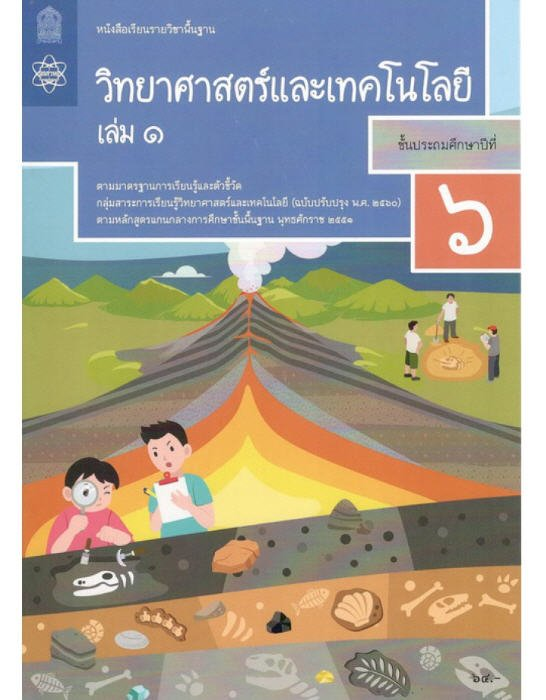 หนังสือเรียนรายวิชาพื้นฐาน
วิทยาศาสตร์และเทคโนโลยี
เล่ม ๑
ชั้นประถมศึกษาปีที่
๖
ตามมาตรฐานการเรียนรู้และตัวชี้วัด
กลุ่มสาระการเรียนรู้วิทยาศาสตร์และเทคโนโลยี (ฉบับปรับปรุง พ.ศ. ๒๕๖๐)
ตามหลักสูตรแกนกลางการศึกษาขั้นพื้นฐาน พุทธศักราช ๒๕๕๑
๖๔.-